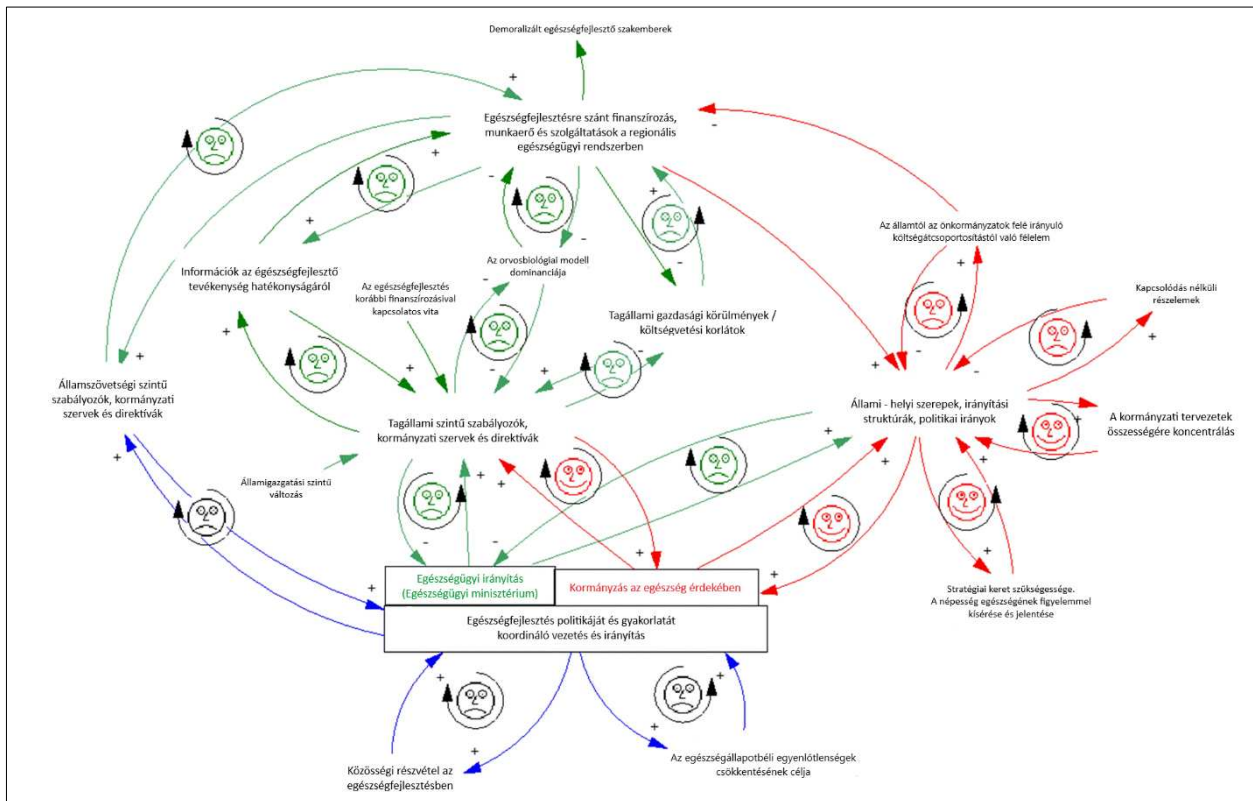 Demoralizált egészségfejlesztő szakemberek
Egészségfejlesztésre szánt finanszírozás,
munkaerő és szolgáltatások a regionális
egészségügyi rendszerben
Az államtól az önkormányzatok felé irányuló
költségátcsoportosítástól való félelem
Információk az egészségfejlesztő
tevékenység hatékonyságáról
Az orvosbiológiai modell
dominanciája
Az egészségfejlesztés
korábbi finanszírozásával
kapcsolatos vita
Kapcsolódás nélküli
részelemek
Tagállami gazdasági körülmények /
költségvetési korlátok
Államszövetségi szintű
szabályozók, kormányzati
szervek és direktívák
Tagállami szintű szabályozók,
kormányzati szervek és direktívák
Állami - helyi szerepek, irányítási
struktúrák, politikai irányok
A kormányzati tervezetek
összességére koncentrálás
Államigazgatási szintű
változás
Egészségügyi irányítás
(Egészségügyi minisztérium)
Kormányzás az egészség érdekében
Stratégiai keret szükségessége.
A népesség egészségének figyelemmel
kísérése és jelentése
Egészségfejlesztés politikáját és gyakorlatát
koordináló vezetés és irányítás
Közösségi részvétel az
egészségfejlesztésben
Az egészségállapotbéli egyenlőtlenségek
csökkentésének célja